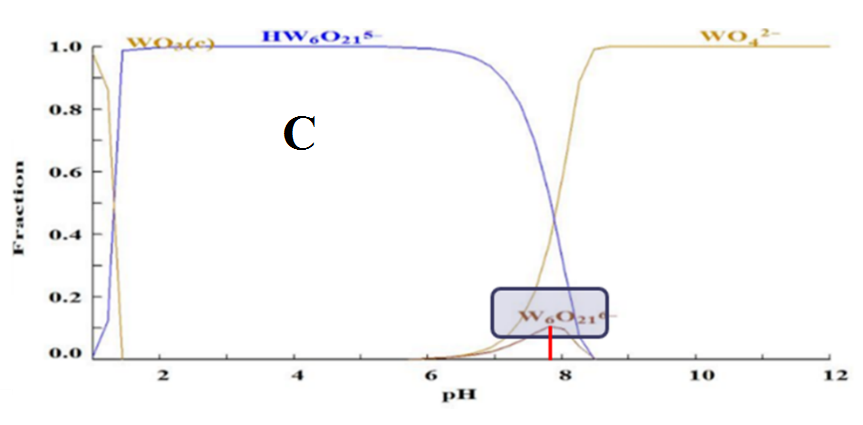 WO₃(c) HW₆O₂₁⁵⁻ WO₄²⁻
1.0
C
0.8
0.6
Fraction
0.4
0.2
W₆O₂₁⁶⁻
0.0
2 4 6 8 10 12
pH